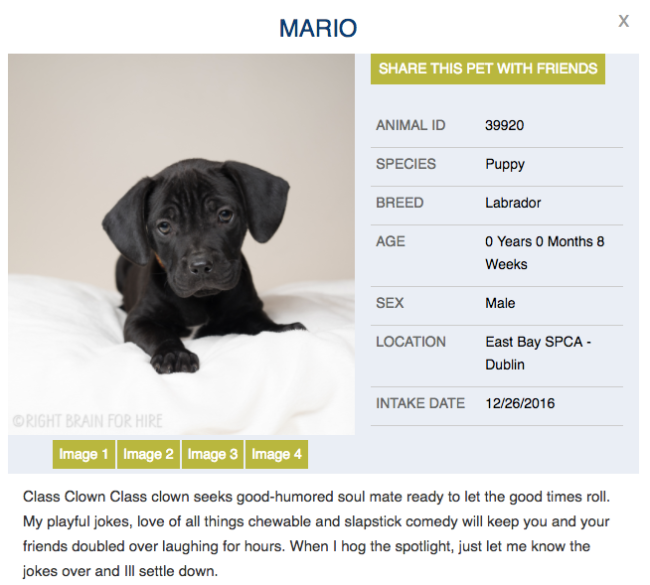 MARIO
X
SHARE THIS PET WITH FRIENDS
ANIMAL ID 39920
SPECIES Puppy
BREED Labrador
AGE 0 Years 0 Months 8
Weeks
SEX Male
LOCATION East Bay SPCA -
Dublin
INTAKE DATE 12/26/2016
©RIGHT BRAIN FOR HIRE
Image 1 Image 2 Image 3 Image 4
Class Clown Class clown seeks good-humored soul mate ready to let the good times roll.
My playful jokes, love of all things chewable and slapstick comedy will keep you and your
friends doubled over laughing for hours. When I hog the spotlight, just let me know the
jokes over and Ill settle down.